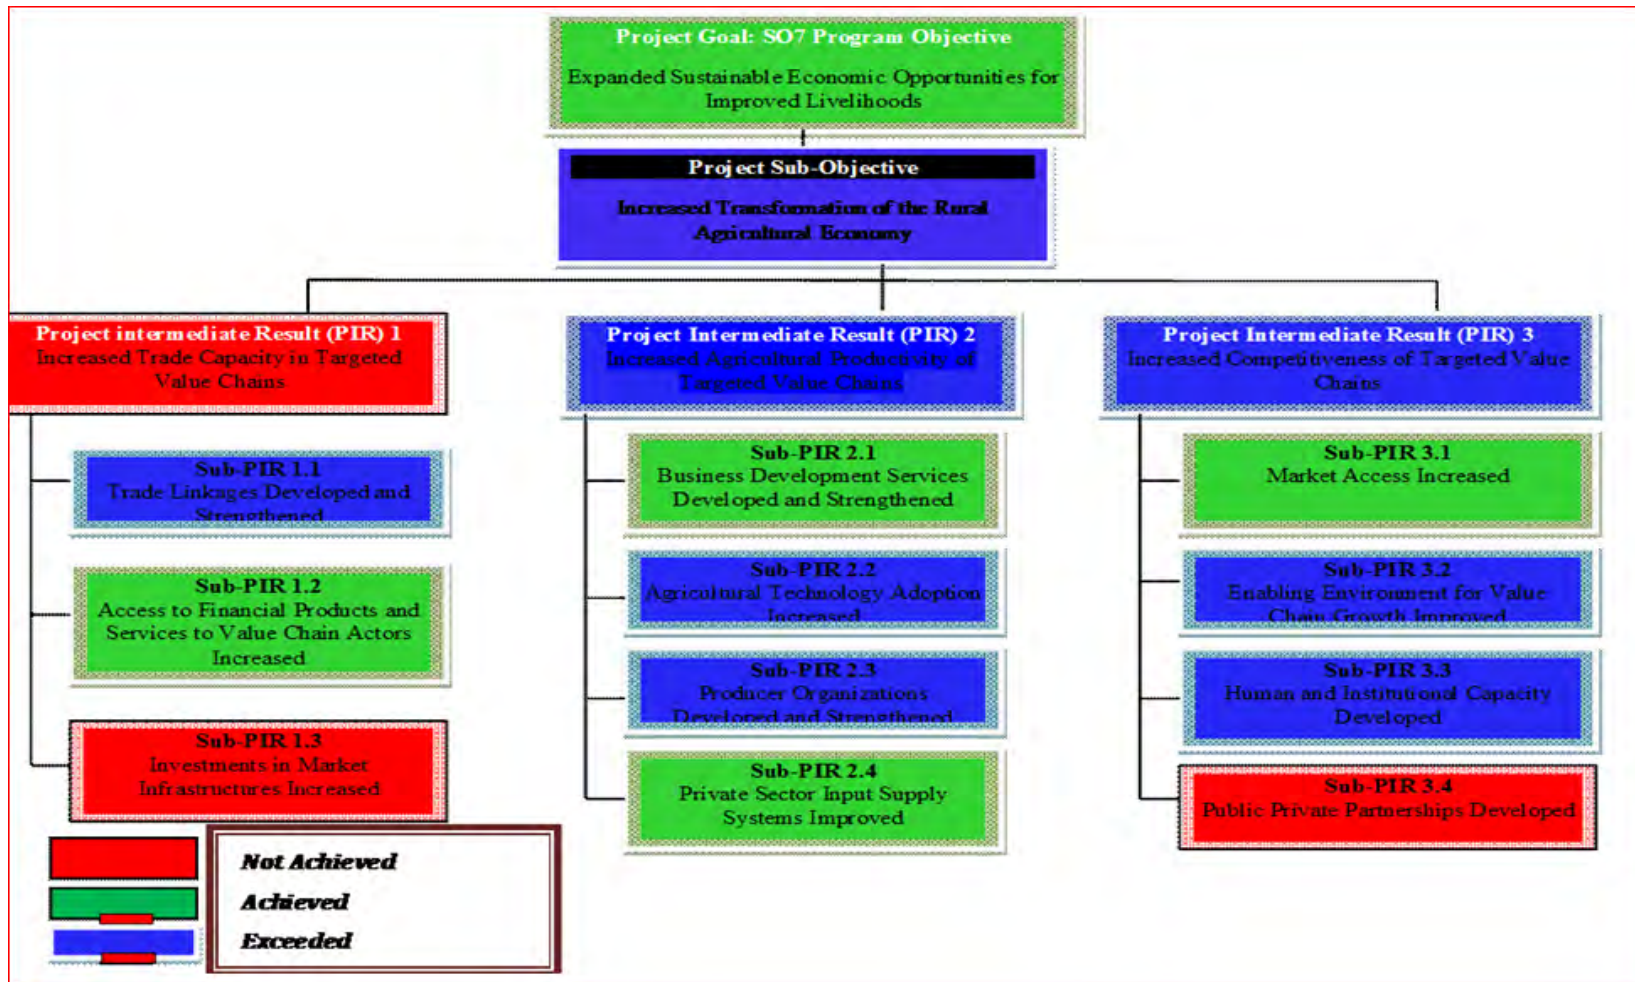 Project Goal: SO7 Program Objective
Expanded Sustainable Economic Opportunities for
Improved Livelihoods
Project Sub-Objective
Increased Transformation of the Rural
Agricultural Economy
Project intermediate Result (PIR) 1
Increased Trade Capacity in Targeted
Value Chains
Sub-PIR 1.1
Trade Linkages Developed and
Strengthened
Sub-PIR 1.2
Access to Financial Products and
Services to Value Chain Actors
Increased
Sub-PIR 1.3
Investments in Market
Infrastructures Increased
Project Intermediate Result (PIR) 2
Increased Agricultural Productivity of
Targeted Value Chains
Sub-PIR 2.1
Business Development Services
Developed and Strengthened
Sub-PIR 2.2
Agricultural Technology Adoption
Increased
Sub-PIR 2.3
Producer Organizations
Developed and Strengthened
Sub-PIR 2.4
Private Sector Input Supply
Systems Improved
Project Intermediate Result (PIR) 3
Increased Competitiveness of Targeted Value
Chains
Sub-PIR 3.1
Market Access Increased
Sub-PIR 3.2
Enabling Environment for Value
Chain Growth Improved
Sub-PIR 3.3
Human and Institutional Capacity
Developed
Sub-PIR 3.4
Public Private Partnerships Developed
Not Achieved
Achieved
Exceeded